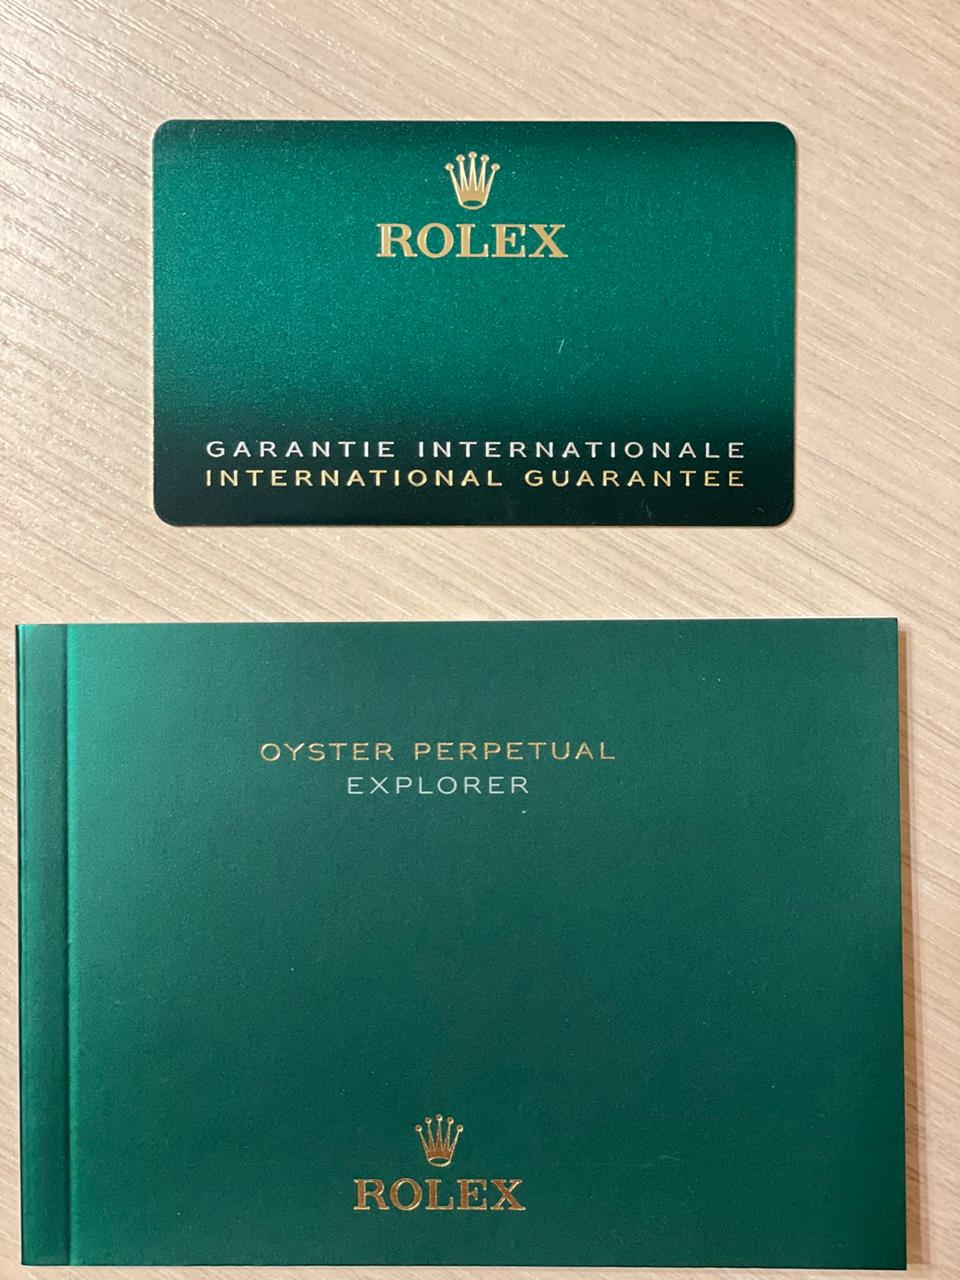 ROLEX
GARANTIE INTERNATIONALE
INTERNATIONAL GUARANTEE
OYSTER PERPETUAL
EXPLORER
ROLEX